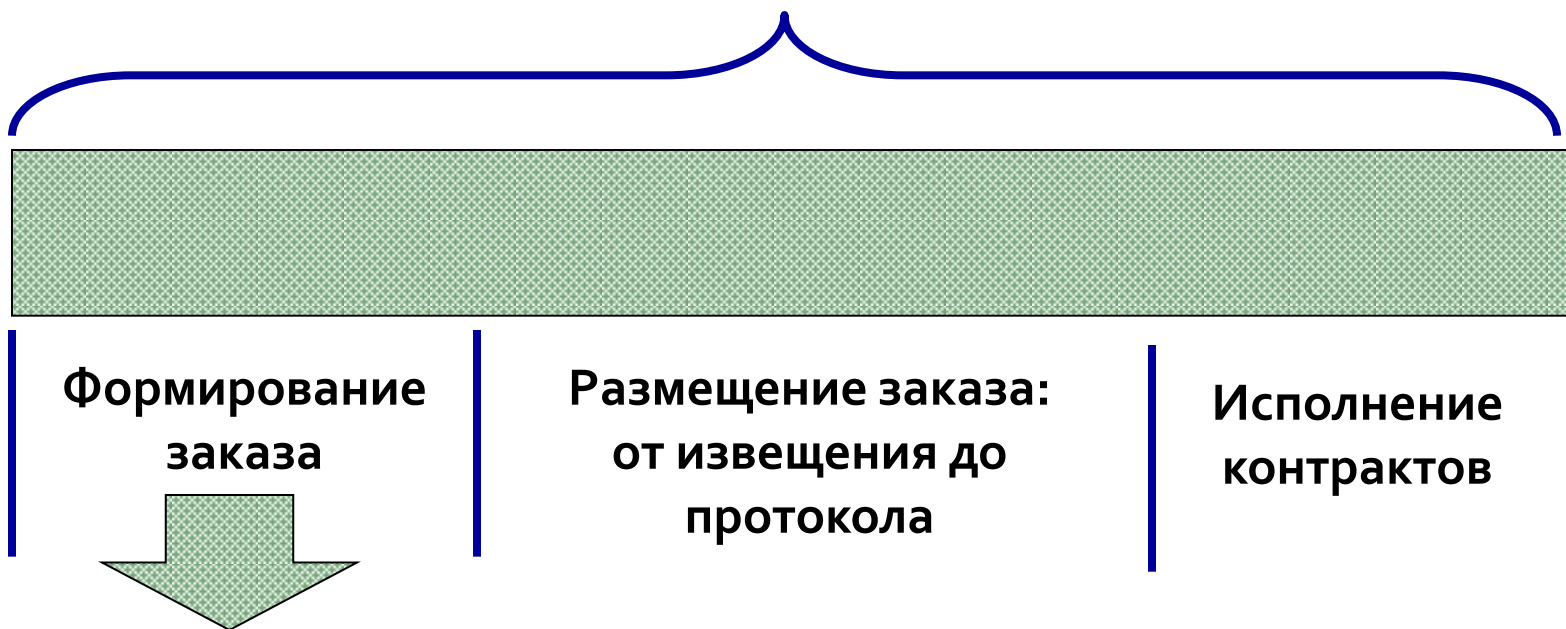 Формирование
заказа
Размещение заказа:
от извещения до
протокола
Исполнение
контрактов